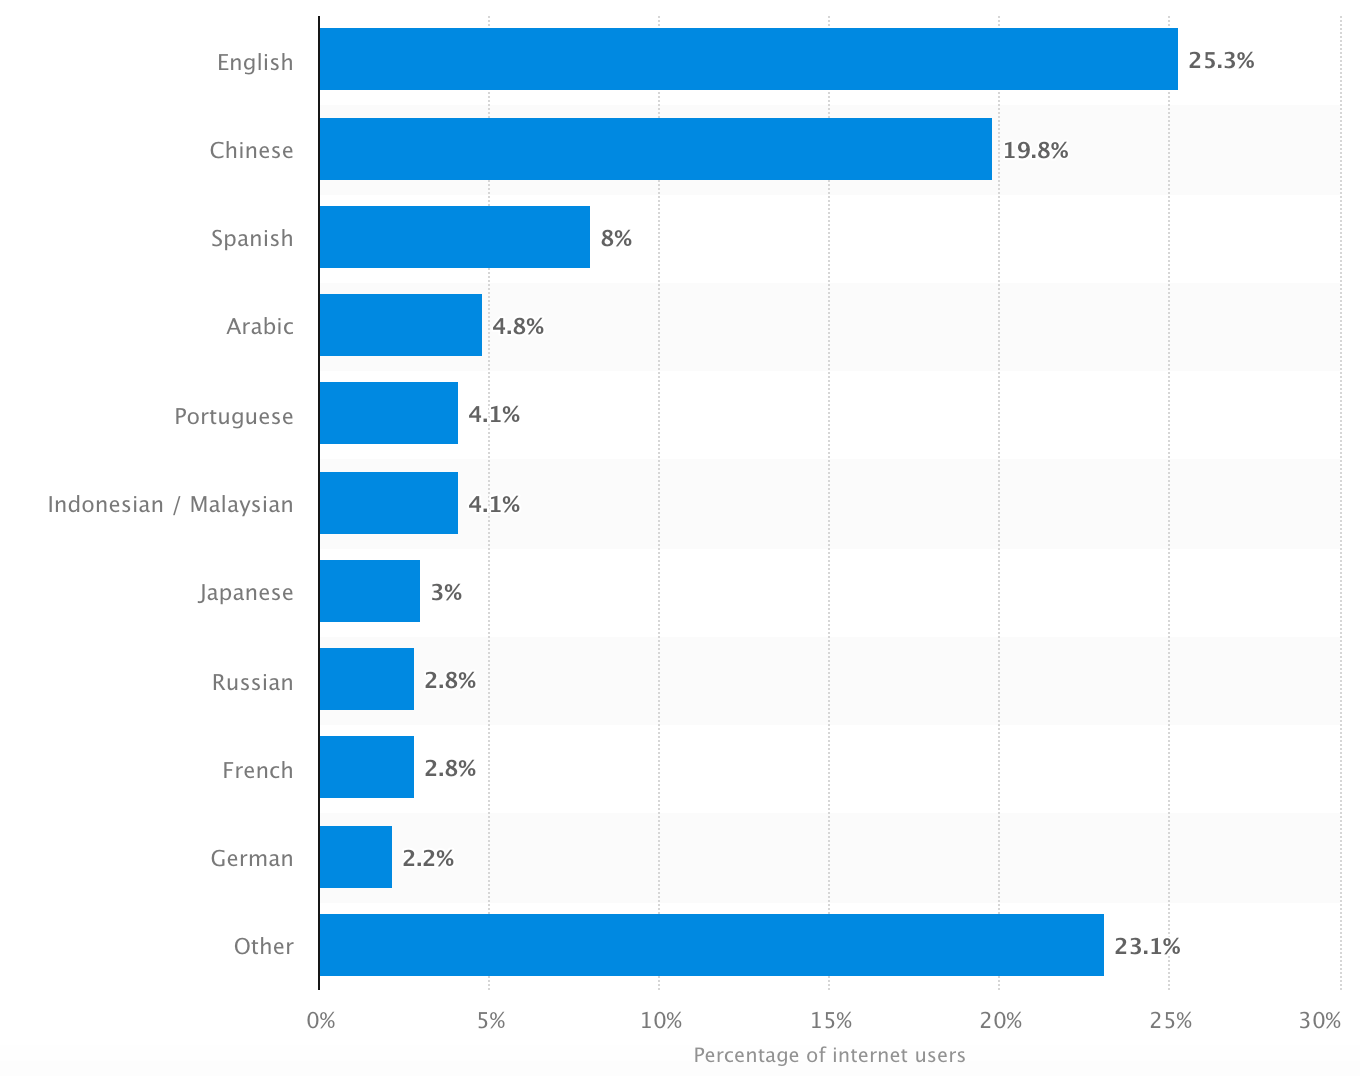 English 25.3%
Chinese 19.8%
Spanish 8%
Arabic 4.8%
Portuguese 4.1%
Indonesian / Malaysian 4.1%
Japanese 3%
Russian 2.8%
French 2.8%
German 2.2%
Other 23.1%
0% 5% 10% 15% 20% 25% 30%
Percentage of internet users